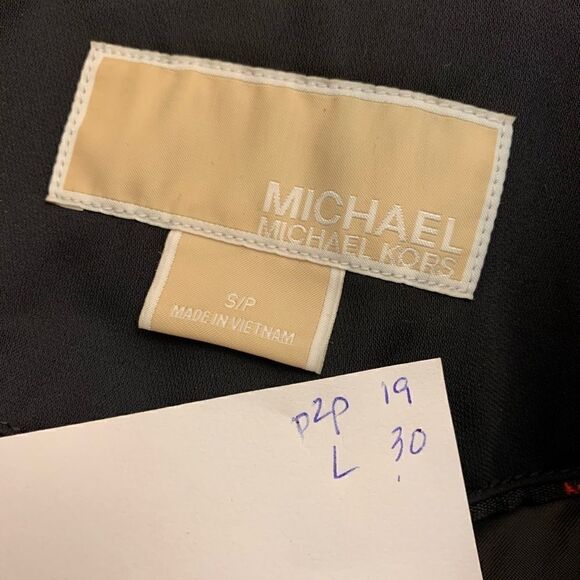 MICHAEL
MICHAEL KORS
S/P
MADE IN VIETNAM
p2p 19
L 30